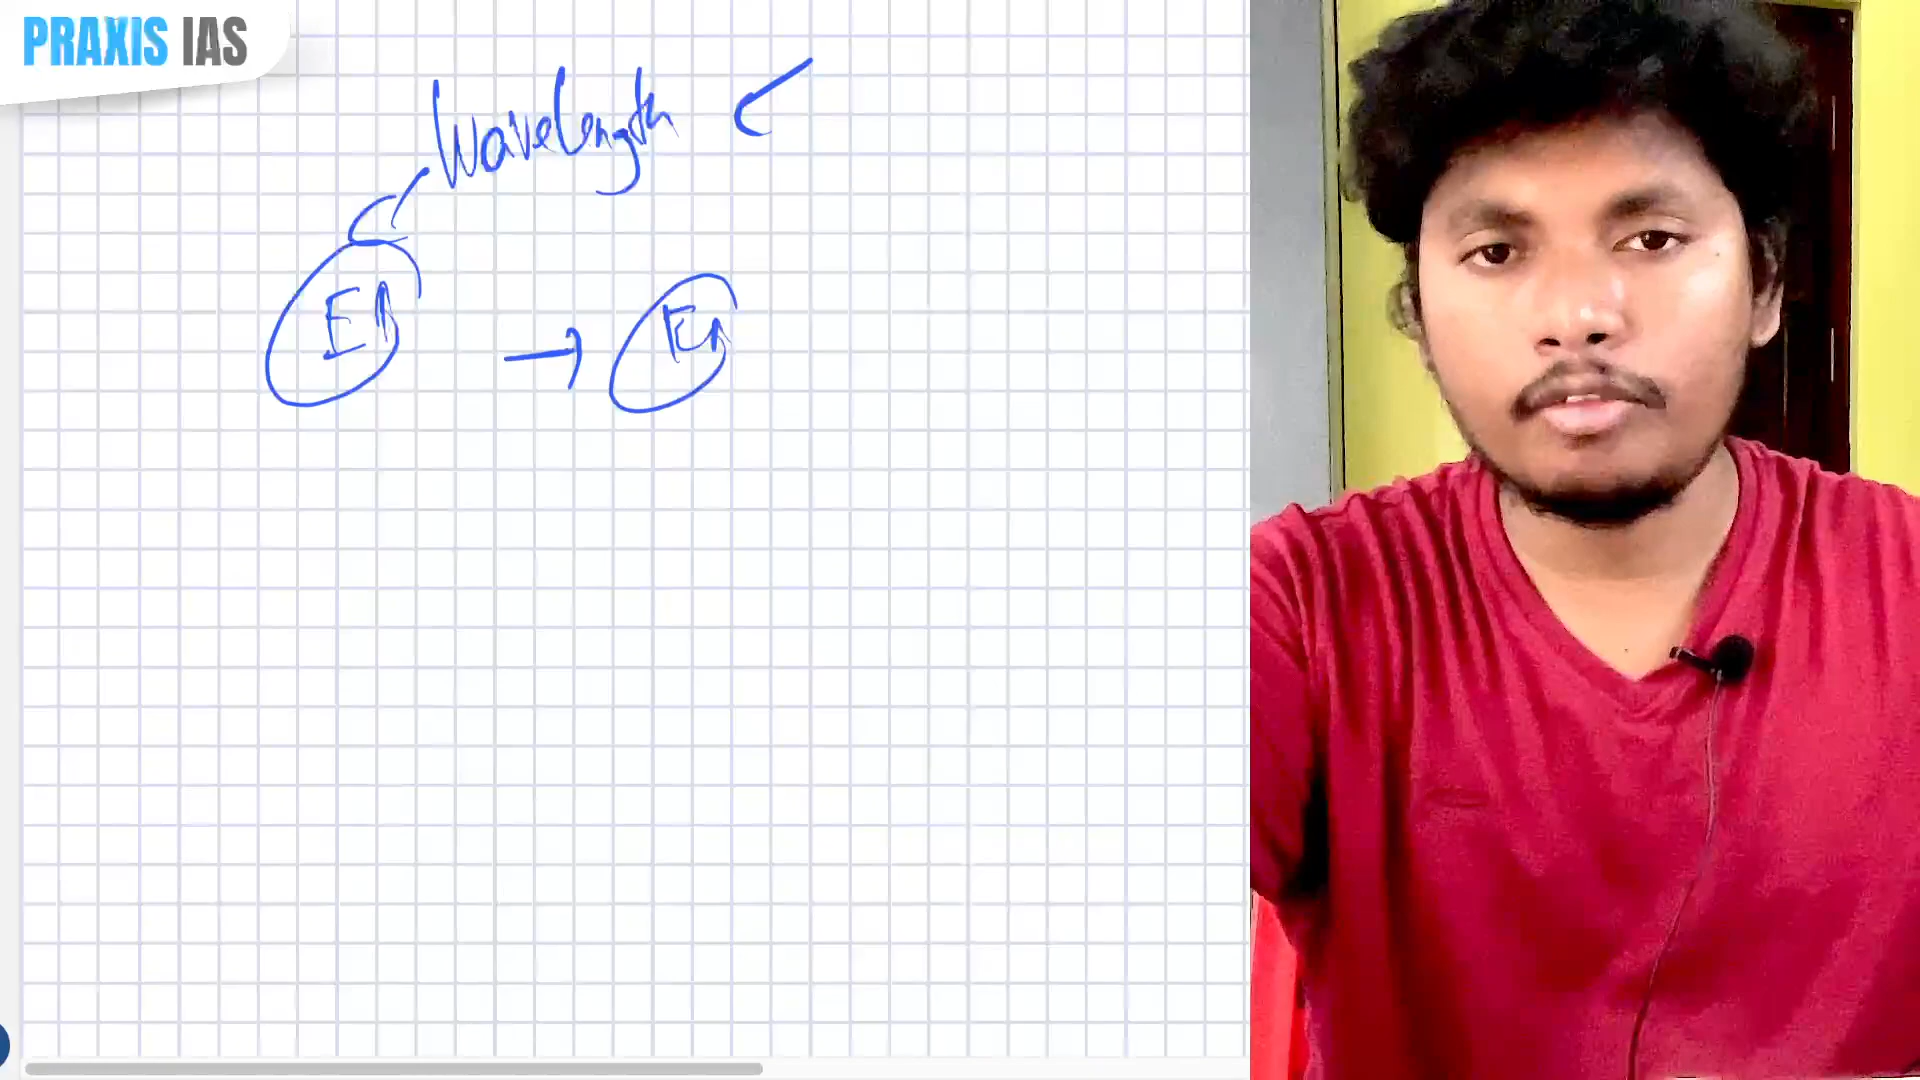 PRAXIS IAS
Wavelength
E↑ → E↑